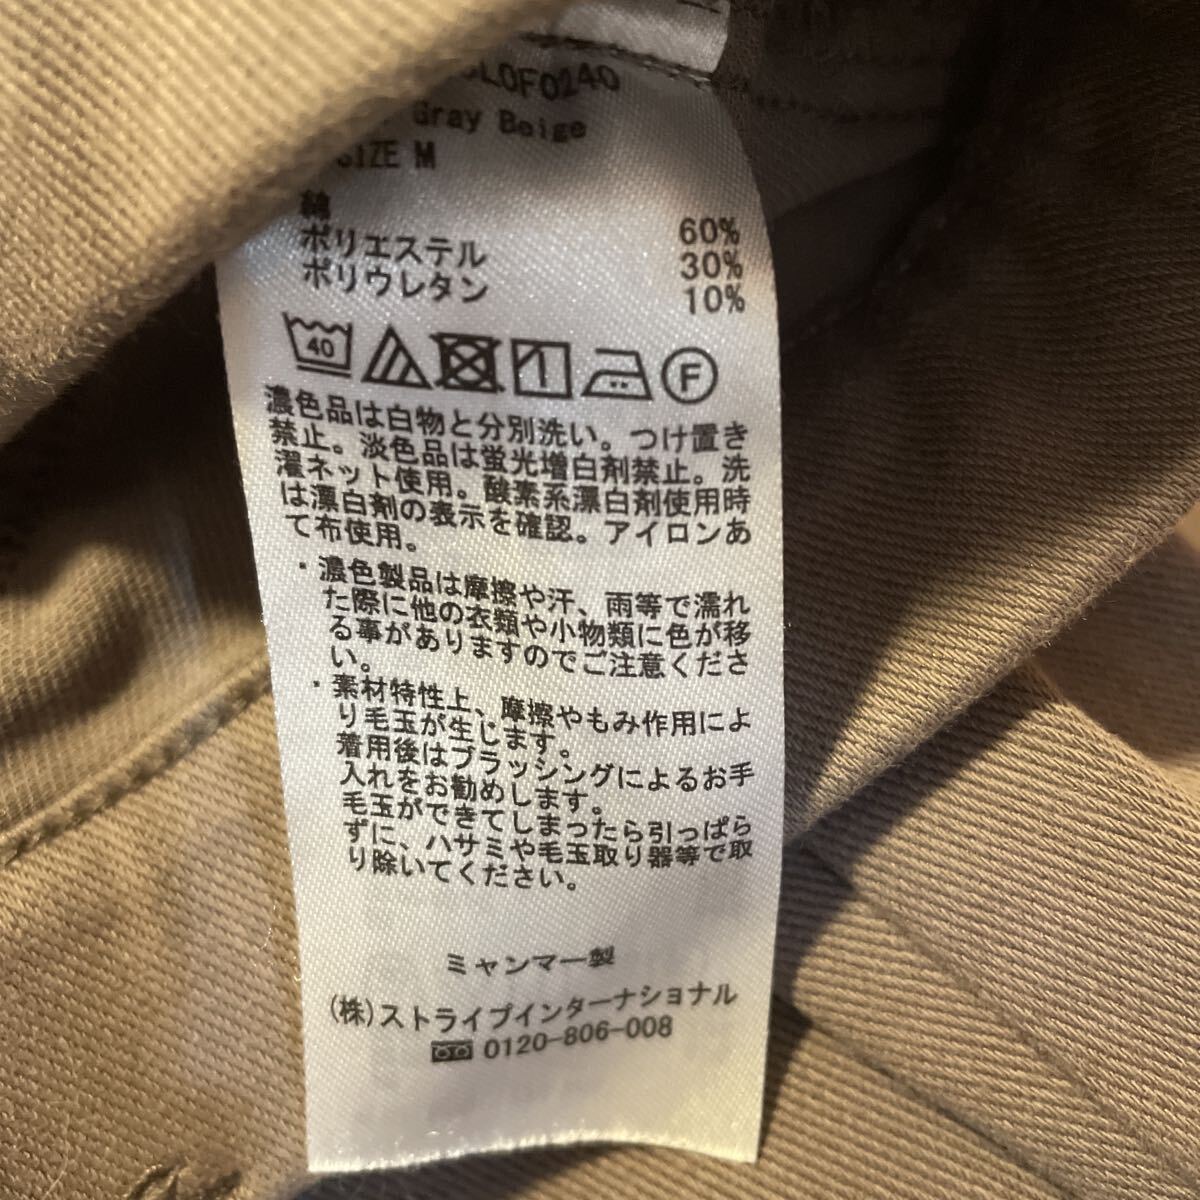 Gray Beige
SIZE M
綿 60%
ポリエステル 30%
ポリウレタン 10%
40
F
濃色品は白物と分別洗い。つけ置き
禁止。淡色品は蛍光増白剤禁止。洗
濯ネット使用。酸素系漂白剤使用時
は漂白剤の表示を確認。アイロンあ
て布使用。
・濃色製品は摩擦や汗、雨等で濡れ
た際に他の衣類や小物類に色が移
る事がありますのでご注意くださ
い。
・素材特性上、摩擦やもみ作用によ
り毛玉が生じます。
着用後はブラッシングによるお手
入れをお勧めします。
毛玉ができてしまったら引っぱら
ずに、ハサミや毛玉取り器等で取
り除いてください。
ミャンマー製
(株)ストライプインターナショナル
0120-806-008